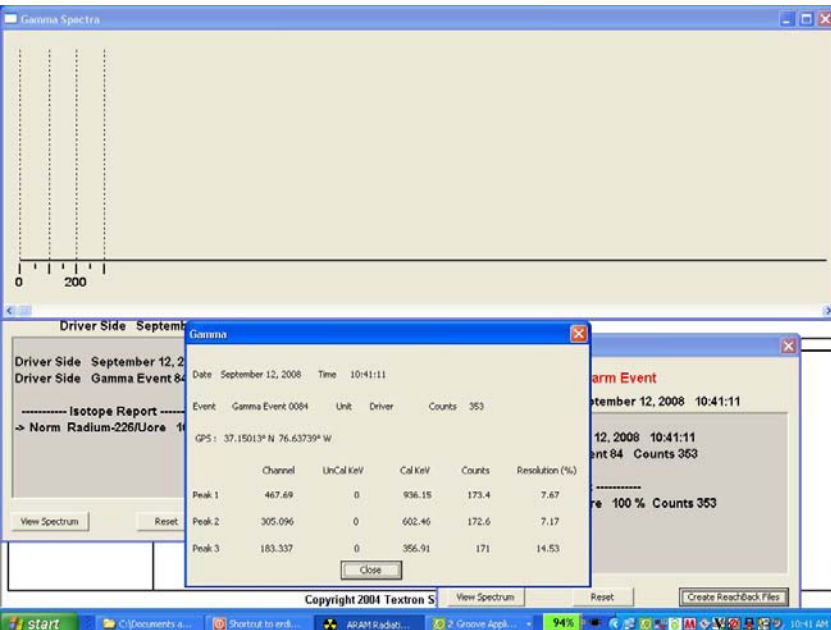 Gamma Spectra
0 200
Driver Side Septemb
Driver Side September 12, 2
Driver Side Gamma Event 84
---------- Isotope Report -----
-> Norm Radium-226/Uore 10
View Spectrum Reset
Gamma
Date September 12, 2008 Time 10:41:11
Event Gamma Event 0084 Unit Driver Counts 353
GPS : 37.15013° N 76.63739° W
Channel UnCal KeV Cal KeV Counts Resolution (%)
Peak 1 467.69 0 936.15 173.4 7.67
Peak 2 305.096 0 602.46 172.6 7.17
Peak 3 183.337 0 356.91 171 14.53
Close
arm Event
ptember 12, 2008 10:41:11
12, 2008 10:41:11
ent 84 Counts 353
----------
re 100 % Counts 353
View Spectrum Reset Create ReachBack Files
Copyright 2004 Textron S
start C:\Documents a... Shortcut to erdi... ARAM Radiati... 2 Groove Appli... 94% 10:41 AM